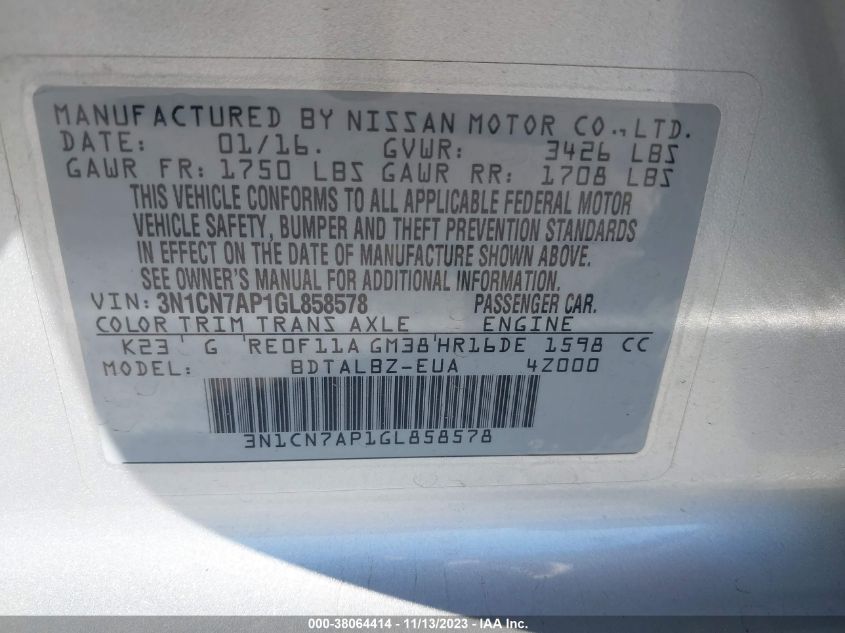 MANUFACTURED BY NISSAN MOTOR CO., LTD.
DATE: 01/16. GVWR: 3426 LBS
GAWR FR: 1750 LBS GAWR RR: 1708 LBS
THIS VEHICLE CONFORMS TO ALL APPLICABLE FEDERAL MOTOR
VEHICLE SAFETY, BUMPER AND THEFT PREVENTION STANDARDS
IN EFFECT ON THE DATE OF MANUFACTURE SHOWN ABOVE.
SEE OWNER'S MANUAL FOR ADDITIONAL INFORMATION.
VIN: 3N1CN7AP1GL858578 PASSENGER CAR.
COLOR TRIM TRANS AXLE ENGINE
K23 G RE0F11A GM38 HR16DE 1598 CC
MODEL: BDTALBZ-EUA 4Z000
3N1CN7AP1GL858578
000-38064414 - 11/13/2023 - IAA Inc.